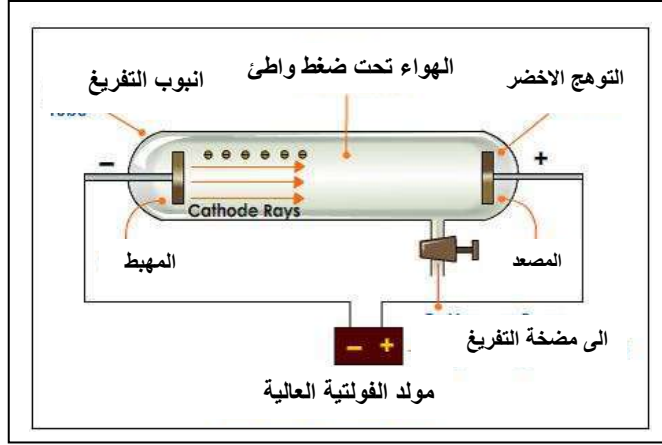 الهواء تحت ضغط واطئ
انبوب التفريغ
التوهج الاخضر
−
+
Cathode Rays
المهبط
المصعد
الى مضخة التفريغ
− +
مولد الفولتية العالية